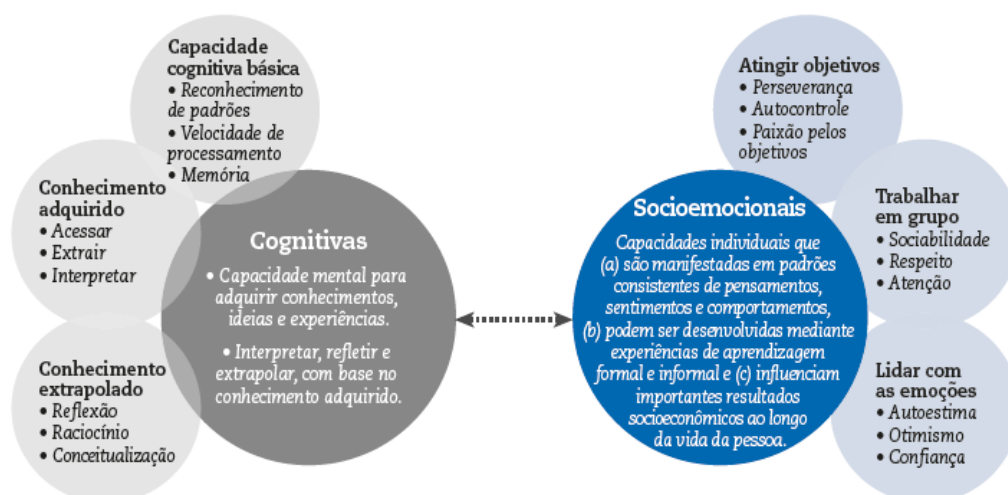 Capacidade
cognitiva básica
• Reconhecimento
de padrões
• Velocidade de
processamento
• Memória
Conhecimento
adquirido
• Acessar
• Extrair
• Interpretar
Conhecimento
extrapolado
• Reflexão
• Raciocínio
• Conceitualização
Cognitivas
• Capacidade mental para
adquirir conhecimentos,
ideias e experiências.
• Interpretar, refletir e
extrapolar, com base no
conhecimento adquirido.
Socioemocionais
Capacidades individuais que
(a) são manifestadas em padrões
consistentes de pensamentos,
sentimentos e comportamentos,
(b) podem ser desenvolvidas mediante
experiências de aprendizagem
formal e informal e (c) influenciam
importantes resultados
socioeconômicos ao longo
da vida da pessoa.
Atingir objetivos
• Perseverança
• Autocontrole
• Paixão pelos
objetivos
Trabalhar
em grupo
• Sociabilidade
• Respeito
• Atenção
Lidar com
as emoções
• Autoestima
• Otimismo
• Confiança